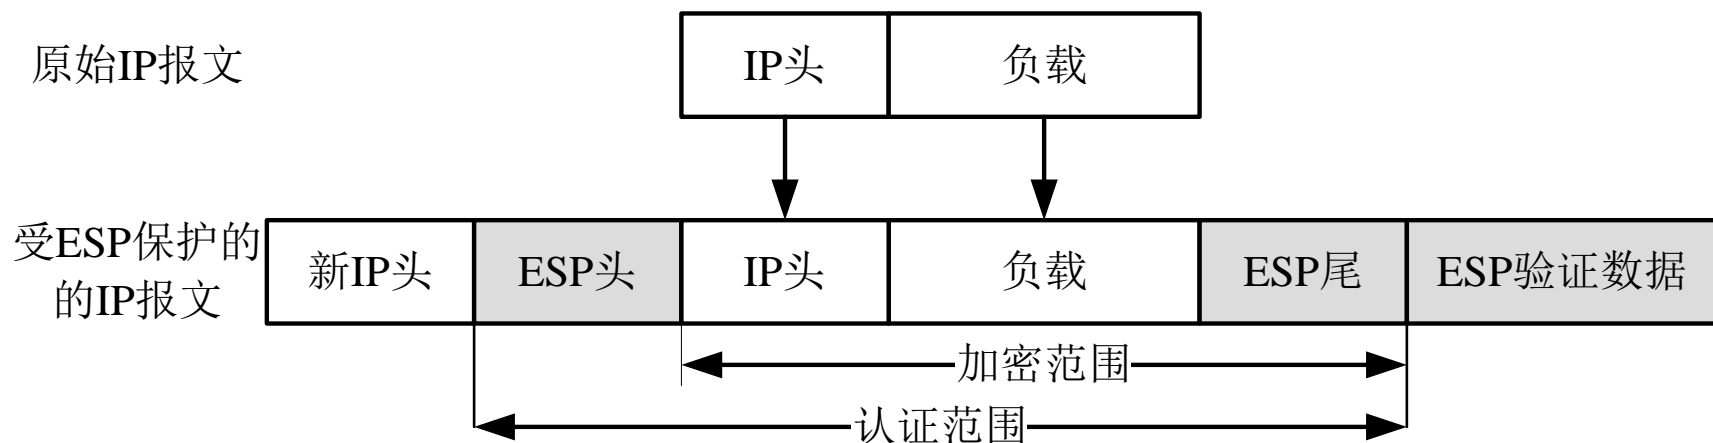 原始IP报文
IP头
负载
受ESP保护的
的IP报文
新IP头
ESP头
IP头
负载
ESP尾
ESP验证数据
加密范围
认证范围